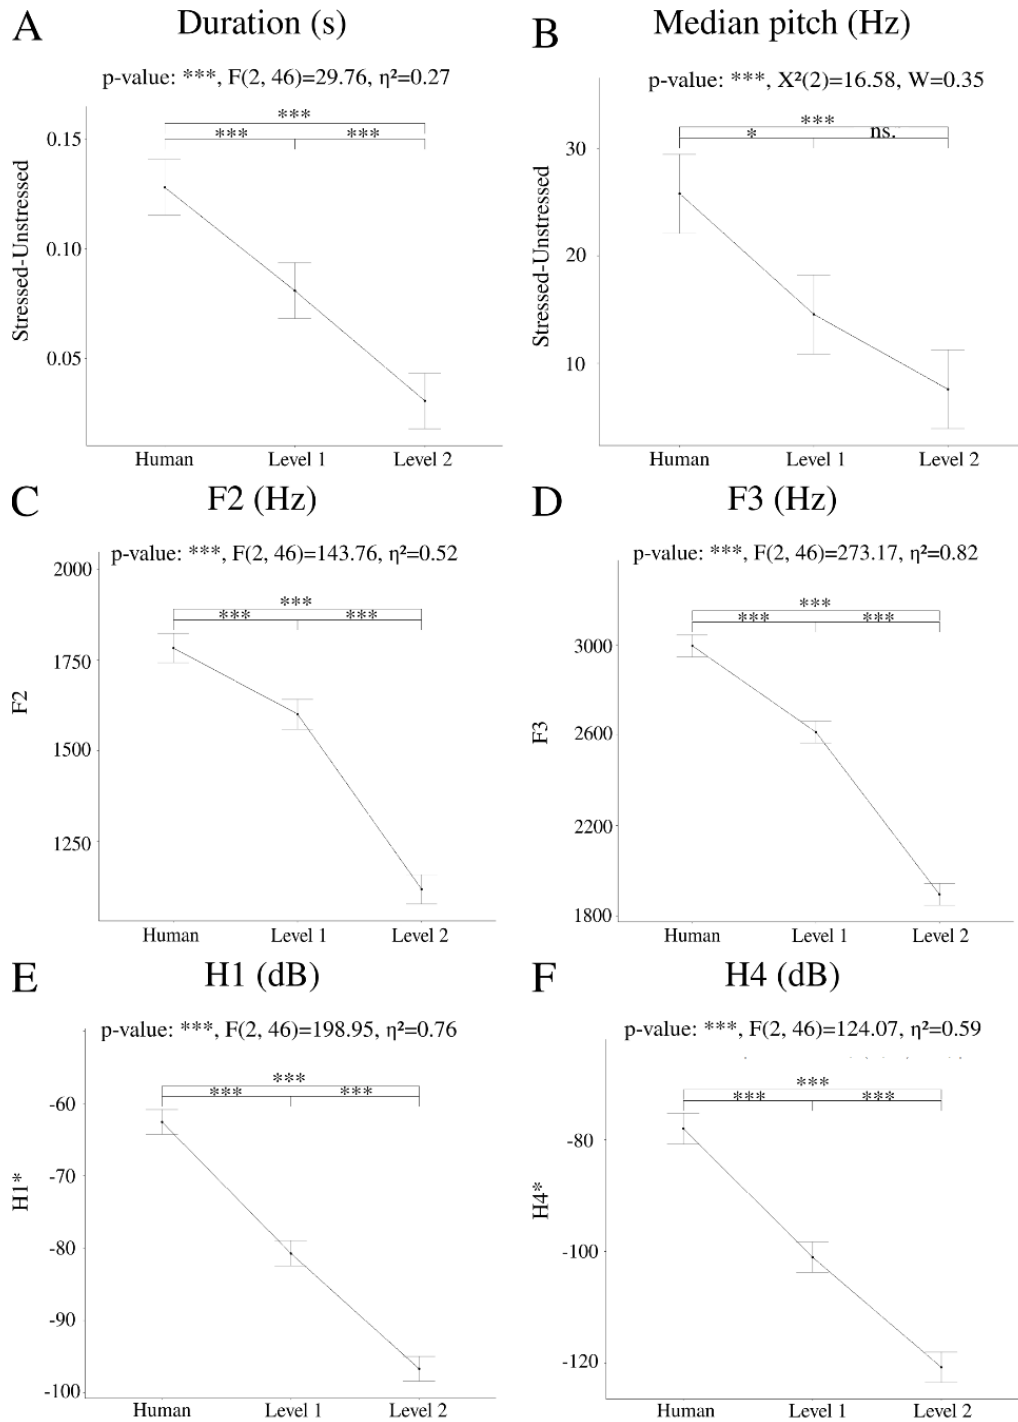 A
Duration (s)
p-value: ***, F(2, 46)=29.76, η²=0.27
***
*** ***
0.15
0.10
0.05
Stressed-Unstressed
Human Level 1 Level 2
B
Median pitch (Hz)
p-value: ***, X²(2)=16.58, W=0.35
***
* ns.
30
20
10
Stressed-Unstressed
Human Level 1 Level 2
C
F2 (Hz)
p-value: ***, F(2, 46)=143.76, η²=0.52
***
*** ***
2000
1750
1500
1250
F2
Human Level 1 Level 2
D
F3 (Hz)
p-value: ***, F(2, 46)=273.17, η²=0.82
***
*** ***
3000
2600
2200
1800
F3
Human Level 1 Level 2
E
H1 (dB)
p-value: ***, F(2, 46)=198.95, η²=0.76
***
*** ***
-60
-70
-80
-90
-100
H1*
Human Level 1 Level 2
F
H4 (dB)
p-value: ***, F(2, 46)=124.07, η²=0.59
***
*** ***
-80
-100
-120
H4*
Human Level 1 Level 2